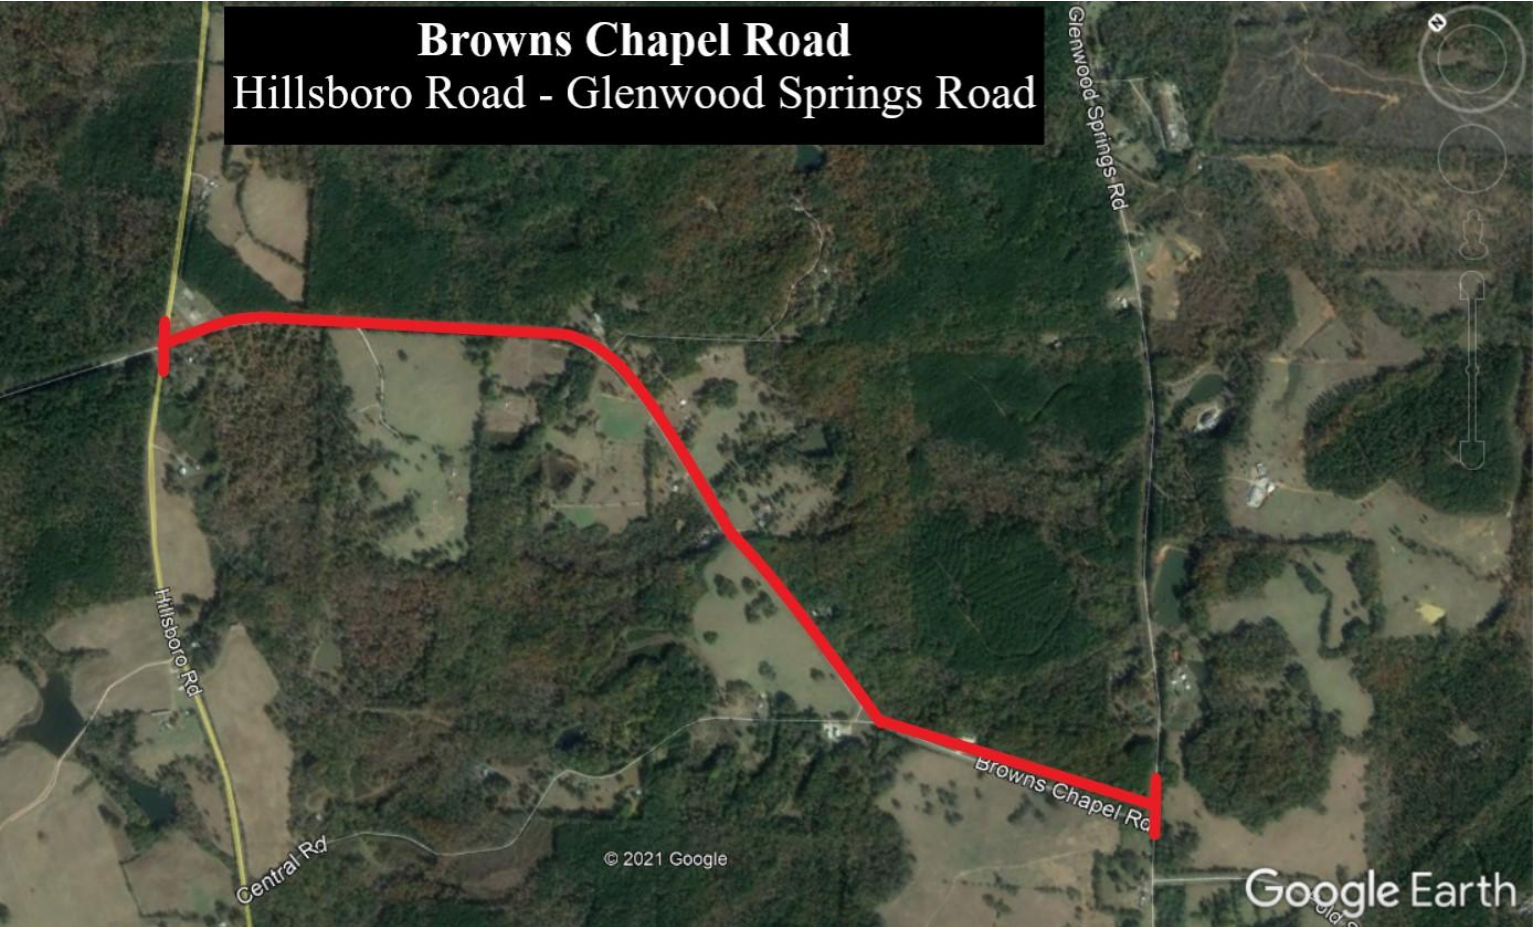 Browns Chapel Road
Hillsboro Road - Glenwood Springs Road
N
Glenwood Springs Rd
Hillsboro Rd
Browns Chapel Rd
Central Rd
© 2021 Google
Google Earth